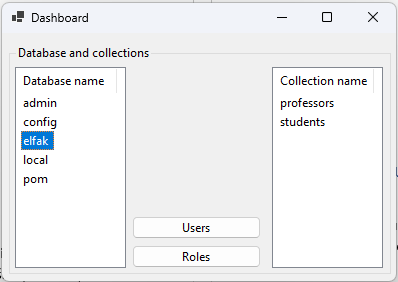 Dashboard
Database and collections
Database name
admin
config
elfak
local
pom
Users
Roles
Collection name
professors
students